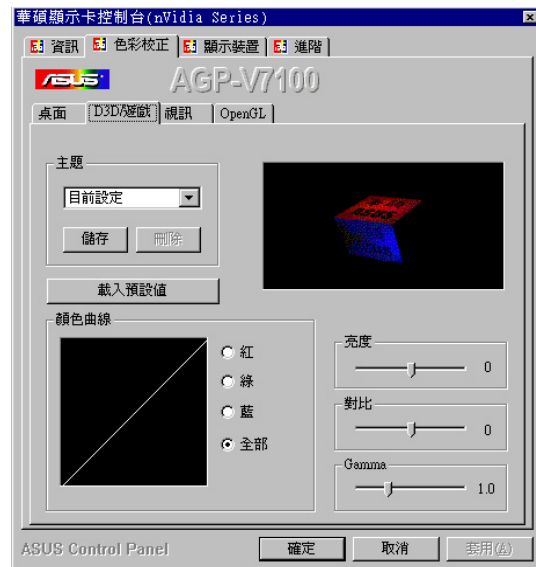 華碩顯示卡控制台(nVidia Series)
資訊 色彩校正 顯示裝置 進階
ASUS AGP-V7100
桌面 D3D/遊戲 視訊 OpenGL
主題
目前設定
儲存 刪除
載入預設值
顏色曲線
紅
綠
藍
全部
亮度
0
對比
0
Gamma
1.0
ASUS Control Panel 確定 取消 套用(A)